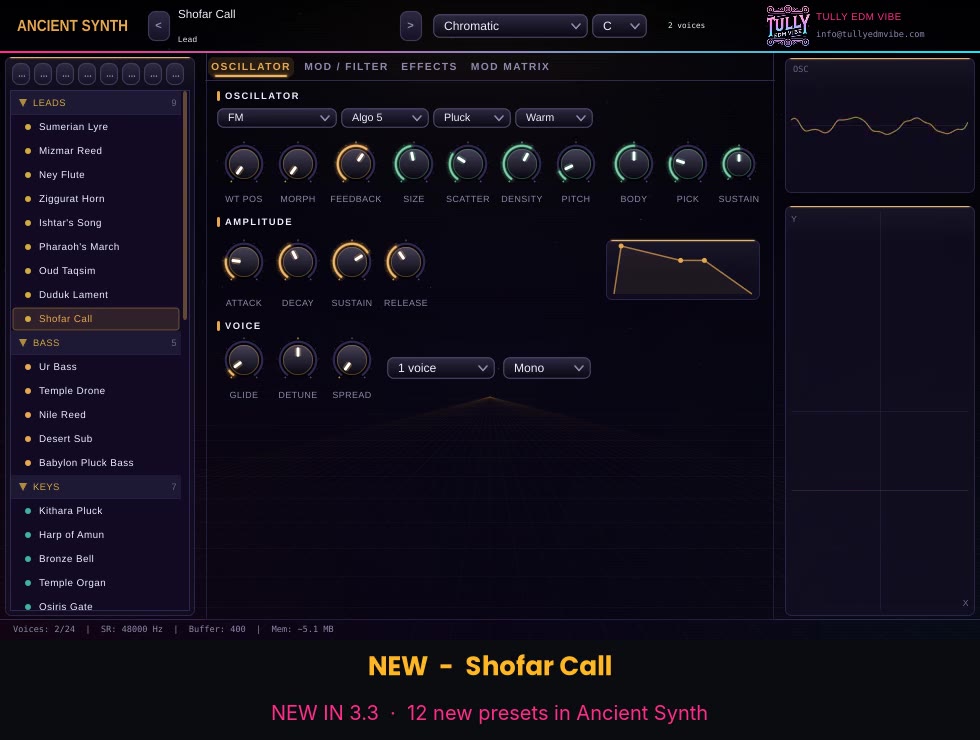 ANCIENT SYNTH
<
Shofar Call
Lead
>
Chromatic
C
2 voices
TULLY
EDM VIBE
TULLY EDM VIBE
info@tullyedmvibe.com
... ... ... ... ... ... ... ...
LEADS 9
Sumerian Lyre
Mizmar Reed
Ney Flute
Ziggurat Horn
Ishtar's Song
Pharaoh's March
Oud Taqsim
Duduk Lament
Shofar Call
BASS 5
Ur Bass
Temple Drone
Nile Reed
Desert Sub
Babylon Pluck Bass
KEYS 7
Kithara Pluck
Harp of Amun
Bronze Bell
Temple Organ
Osiris Gate
OSCILLATOR MOD / FILTER EFFECTS MOD MATRIX
OSCILLATOR
FM Algo 5 Pluck Warm
WT POS MORPH FEEDBACK SIZE SCATTER DENSITY PITCH BODY PICK SUSTAIN
AMPLITUDE
ATTACK DECAY SUSTAIN RELEASE
VOICE
1 voice Mono
GLIDE DETUNE SPREAD
OSC
Y
X
Voices: 2/24 | SR: 48000 Hz | Buffer: 400 | Mem: ~5.1 MB
NEW - Shofar Call
NEW IN 3.3 · 12 new presets in Ancient Synth